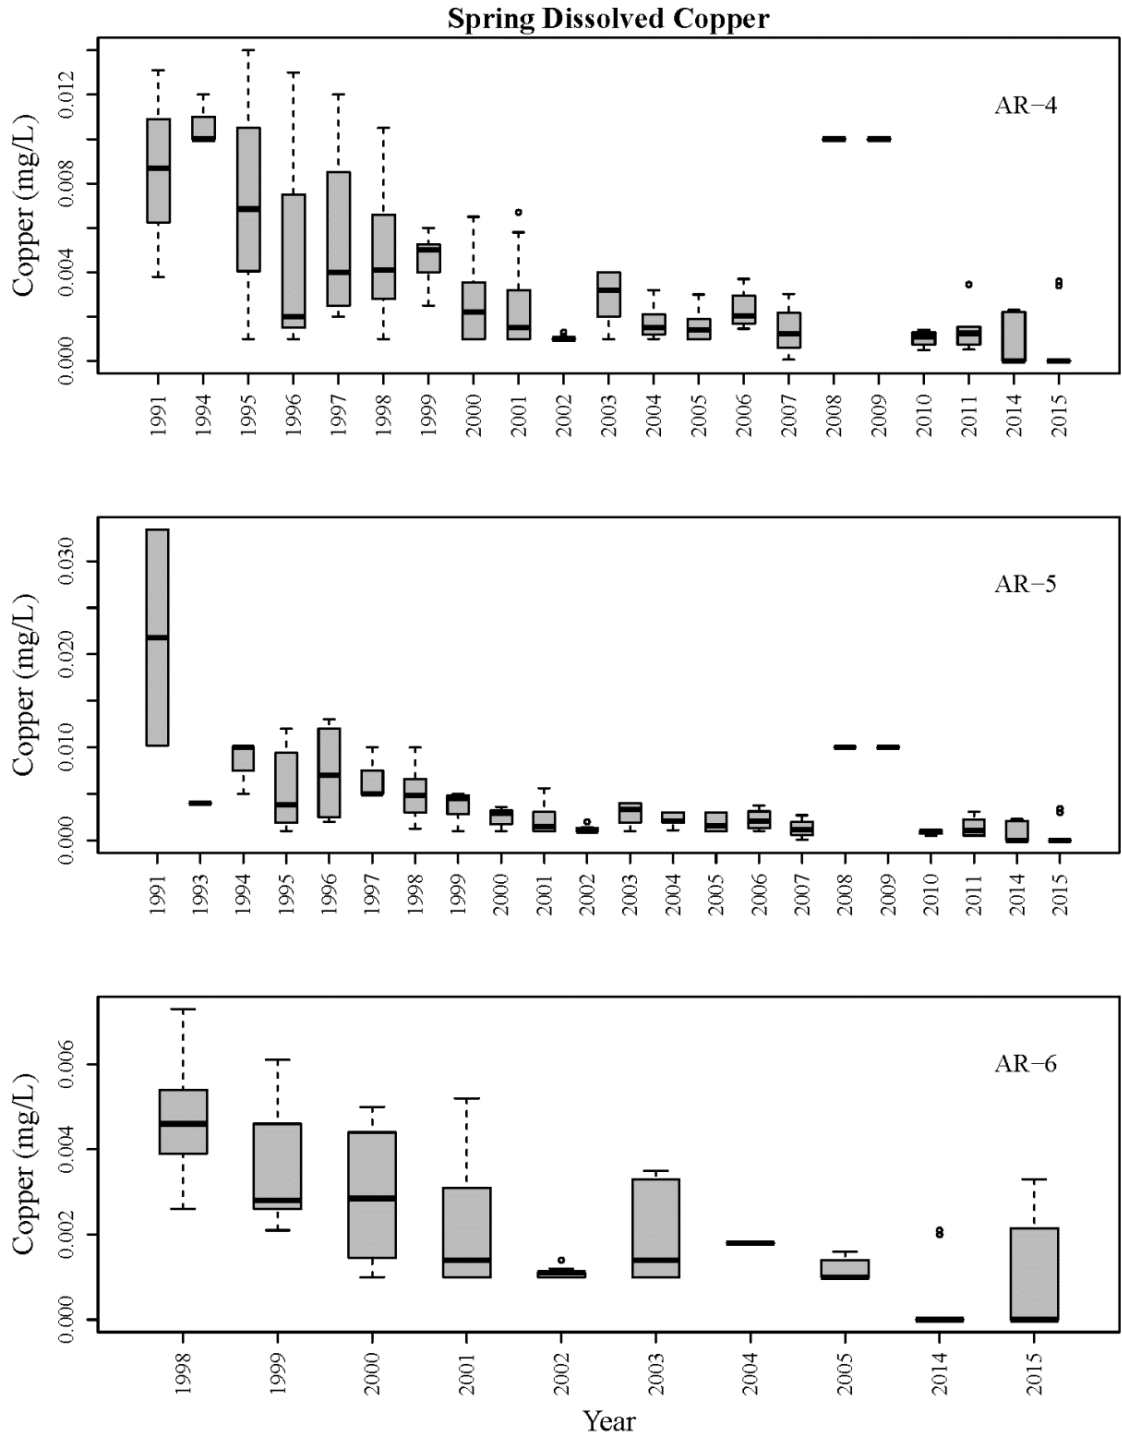 Spring Dissolved Copper
Copper (mg/L)
0.012
0.008
0.004
0.000
AR−4
1991 1994 1995 1996 1997 1998 1999 2000 2001 2002 2003 2004 2005 2006 2007 2008 2009 2010 2011 2014 2015
Copper (mg/L)
0.030
0.020
0.010
0.000
AR−5
1991 1993 1994 1995 1996 1997 1998 1999 2000 2001 2002 2003 2004 2005 2006 2007 2008 2009 2010 2011 2014 2015
Copper (mg/L)
0.006
0.004
0.002
0.000
AR−6
1998 1999 2000 2001 2002 2003 2004 2005 2014 2015
Year